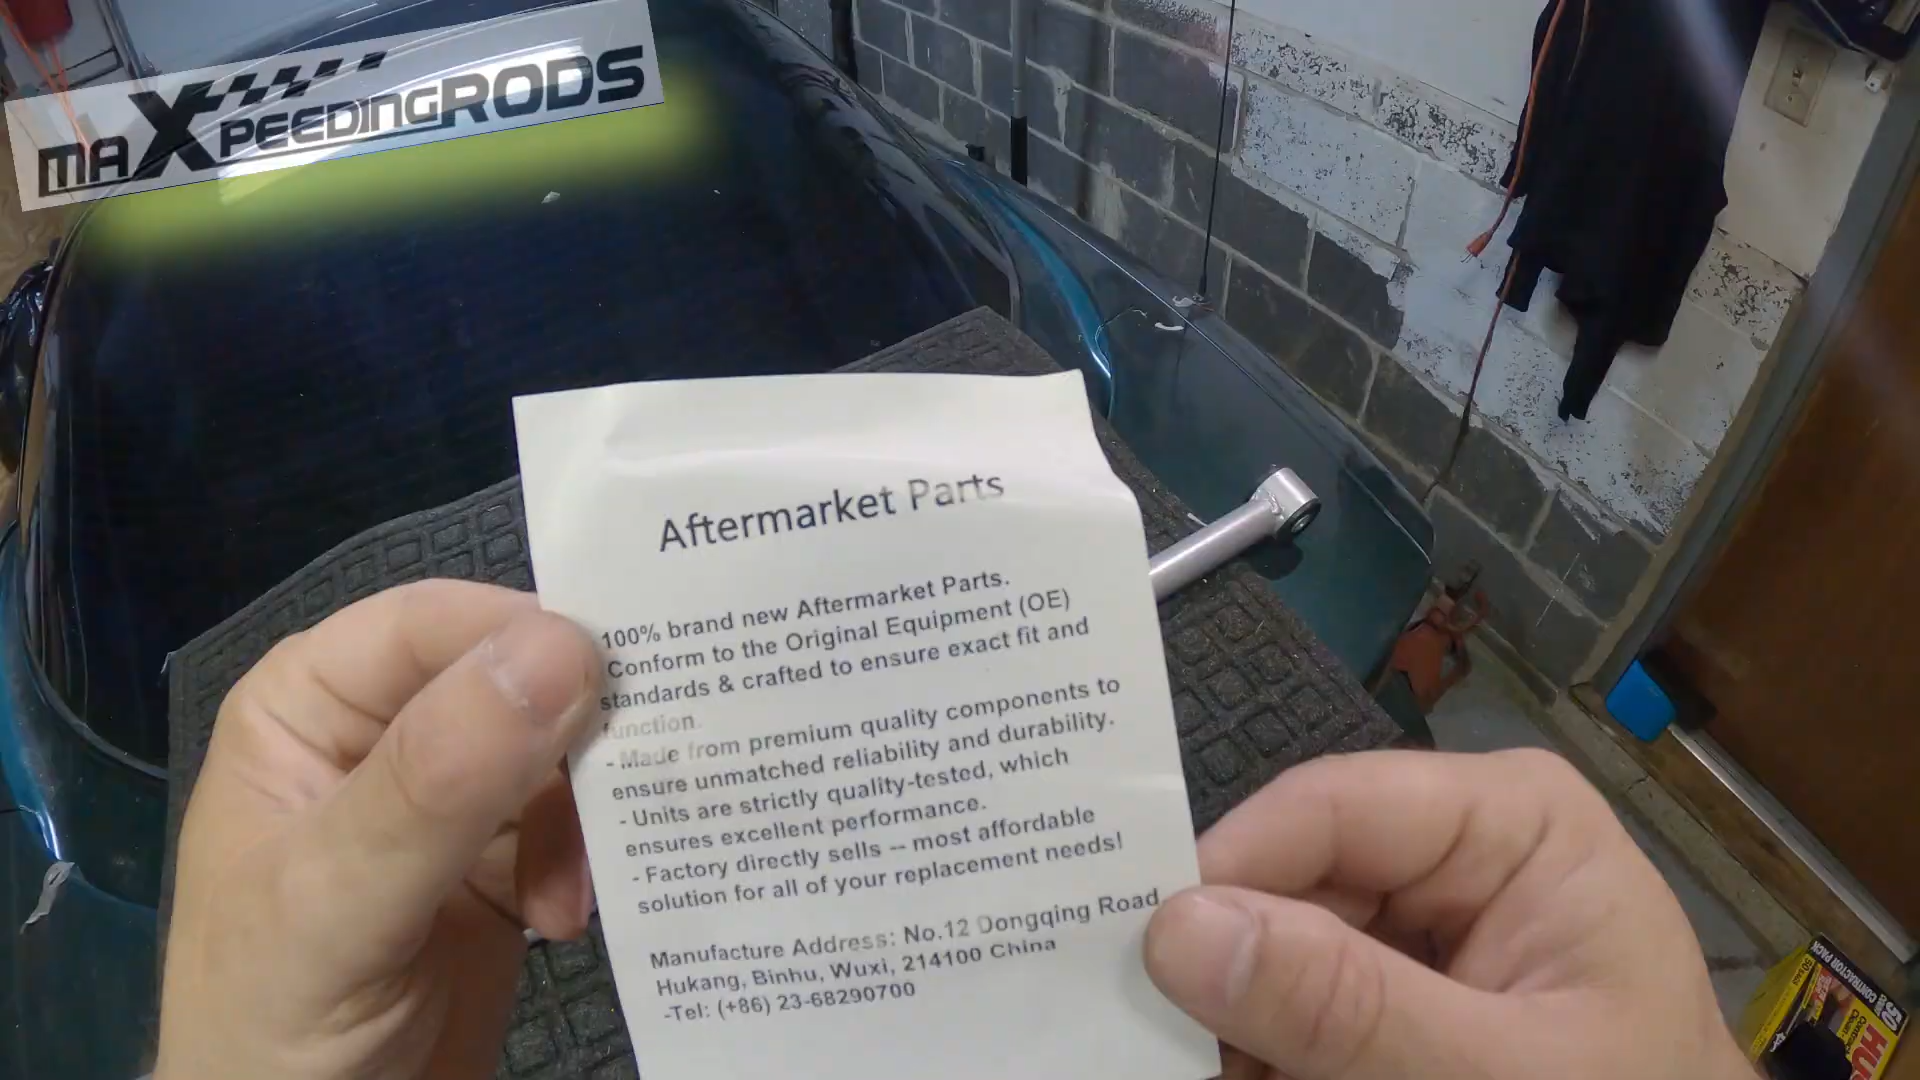 maXpeedingRODS
Aftermarket Parts
100% brand new Aftermarket Parts.
Conform to the Original Equipment (OE)
standards & crafted to ensure exact fit and
function.
- Made from premium quality components to
ensure unmatched reliability and durability.
- Units are strictly quality-tested, which
ensures excellent performance.
- Factory directly sells -- most affordable
solution for all of your replacement needs!
Manufacture Address: No.12 Dongqing Road
Hukang, Binhu, Wuxi, 214100 China
-Tel: (+86) 23-68290700
50 CONTRACTOR PACK